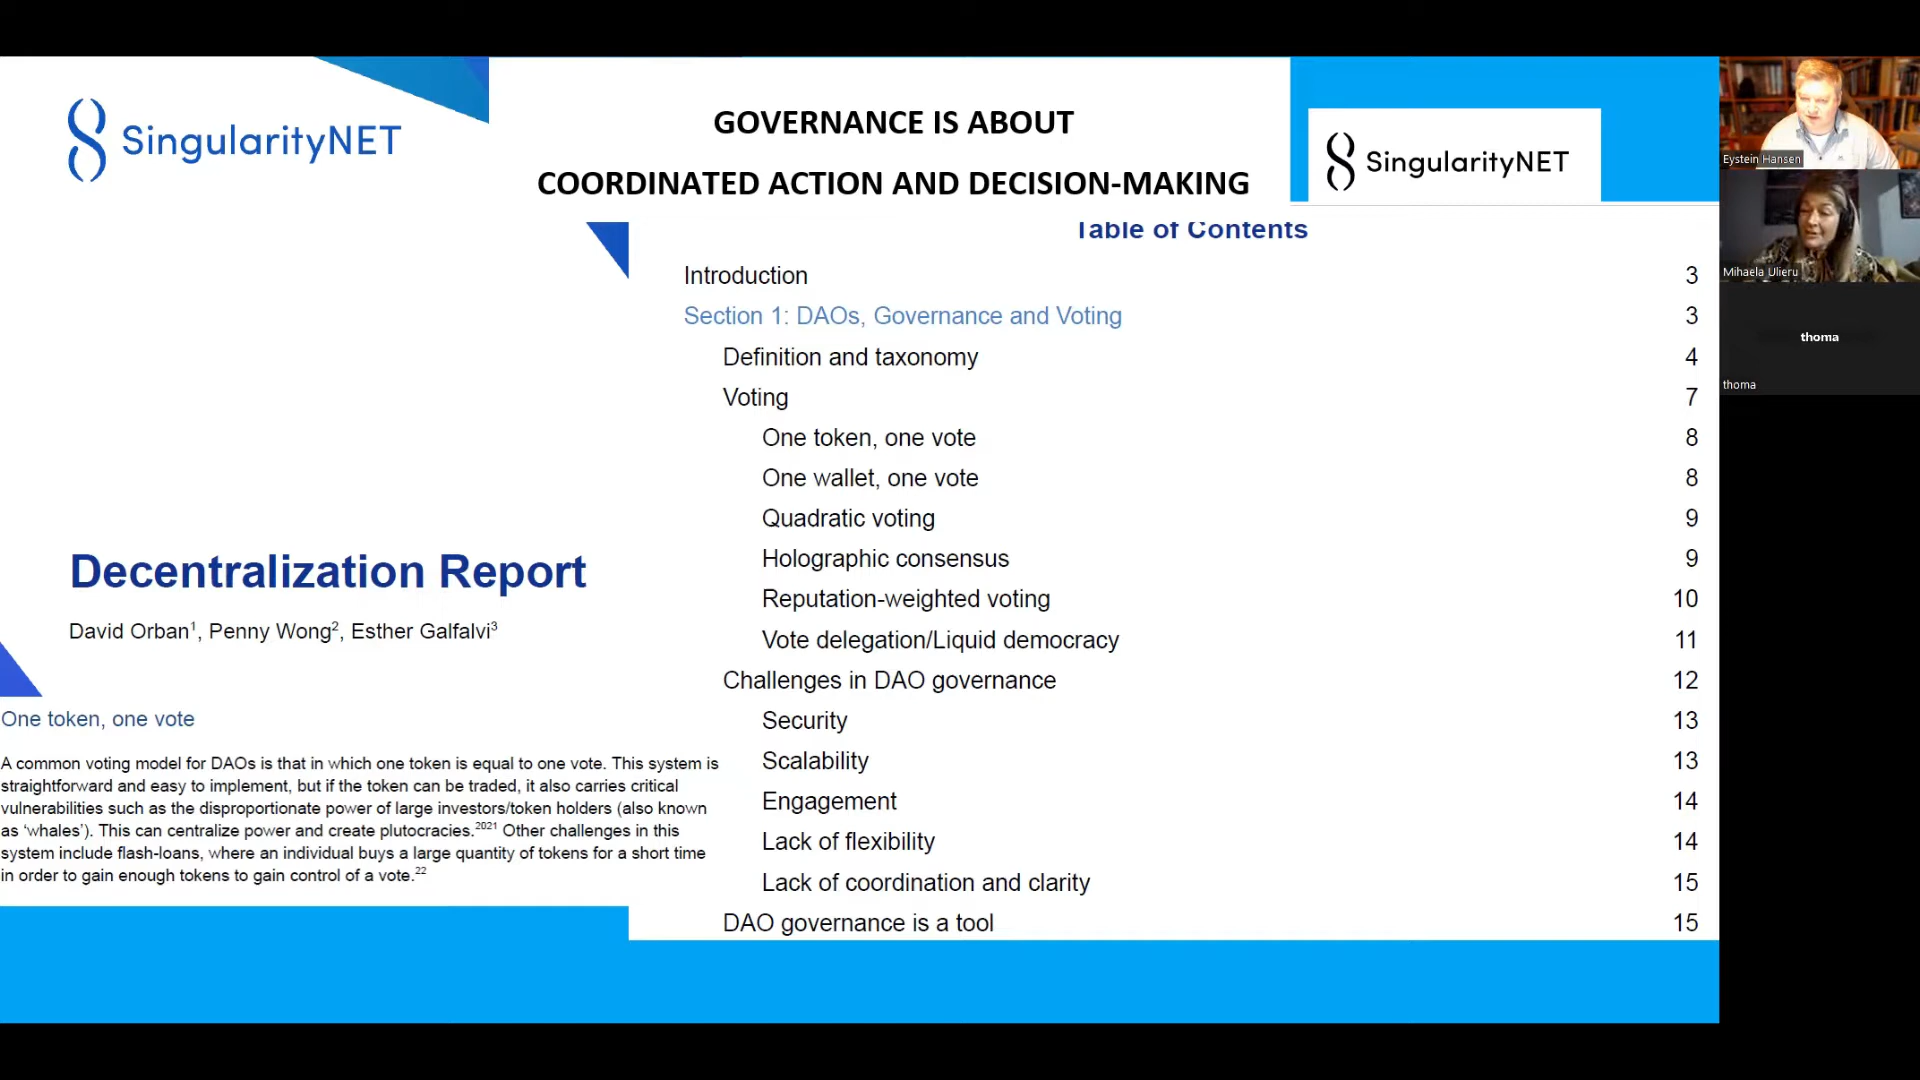 SingularityNET
GOVERNANCE IS ABOUT
COORDINATED ACTION AND DECISION-MAKING
SingularityNET
Decentralization Report
David Orban1, Penny Wong2, Esther Galfalvi3
One token, one vote
A common voting model for DAOs is that in which one token is equal to one vote. This system is
straightforward and easy to implement, but if the token can be traded, it also carries critical
vulnerabilities such as the disproportionate power of large investors/token holders (also known
as ‘whales’). This can centralize power and create plutocracies.2021 Other challenges in this
system include flash-loans, where an individual buys a large quantity of tokens for a short time
in order to gain enough tokens to gain control of a vote.22
Table of Contents
Introduction 3
Section 1: DAOs, Governance and Voting 3
Definition and taxonomy 4
Voting 7
One token, one vote 8
One wallet, one vote 8
Quadratic voting 9
Holographic consensus 9
Reputation-weighted voting 10
Vote delegation/Liquid democracy 11
Challenges in DAO governance 12
Security 13
Scalability 13
Engagement 14
Lack of flexibility 14
Lack of coordination and clarity 15
DAO governance is a tool 15
Eystein Hansen
Mihaela Ulieru
thoma
thoma